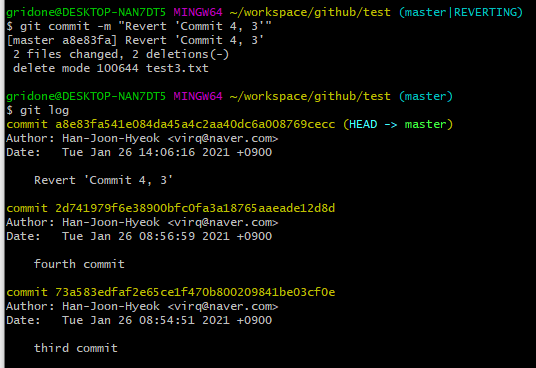 gridone@DESKTOP-NAN7DT5 MINGW64 ~/workspace/github/test (master|REVERTING)
$ git commit -m "Revert 'Commit 4, 3'"
[master a8e83fa] Revert 'Commit 4, 3'
 2 files changed, 2 deletions(-)
 delete mode 100644 test3.txt
gridone@DESKTOP-NAN7DT5 MINGW64 ~/workspace/github/test (master)
$ git log
commit a8e83fa541e084da45a4c2aa40dc6a008769cecc (HEAD -> master)
Author: Han-Joon-Hyeok <virq@naver.com>
Date:   Tue Jan 26 14:06:16 2021 +0900
    Revert 'Commit 4, 3'
commit 2d741979f6e38900bfc0fa3a18765aaeade12d8d
Author: Han-Joon-Hyeok <virq@naver.com>
Date:   Tue Jan 26 08:56:59 2021 +0900
    fourth commit
commit 73a583edfaf2e65ce1f470b800209841be03cf0e
Author: Han-Joon-Hyeok <virq@naver.com>
Date:   Tue Jan 26 08:54:51 2021 +0900
    third commit